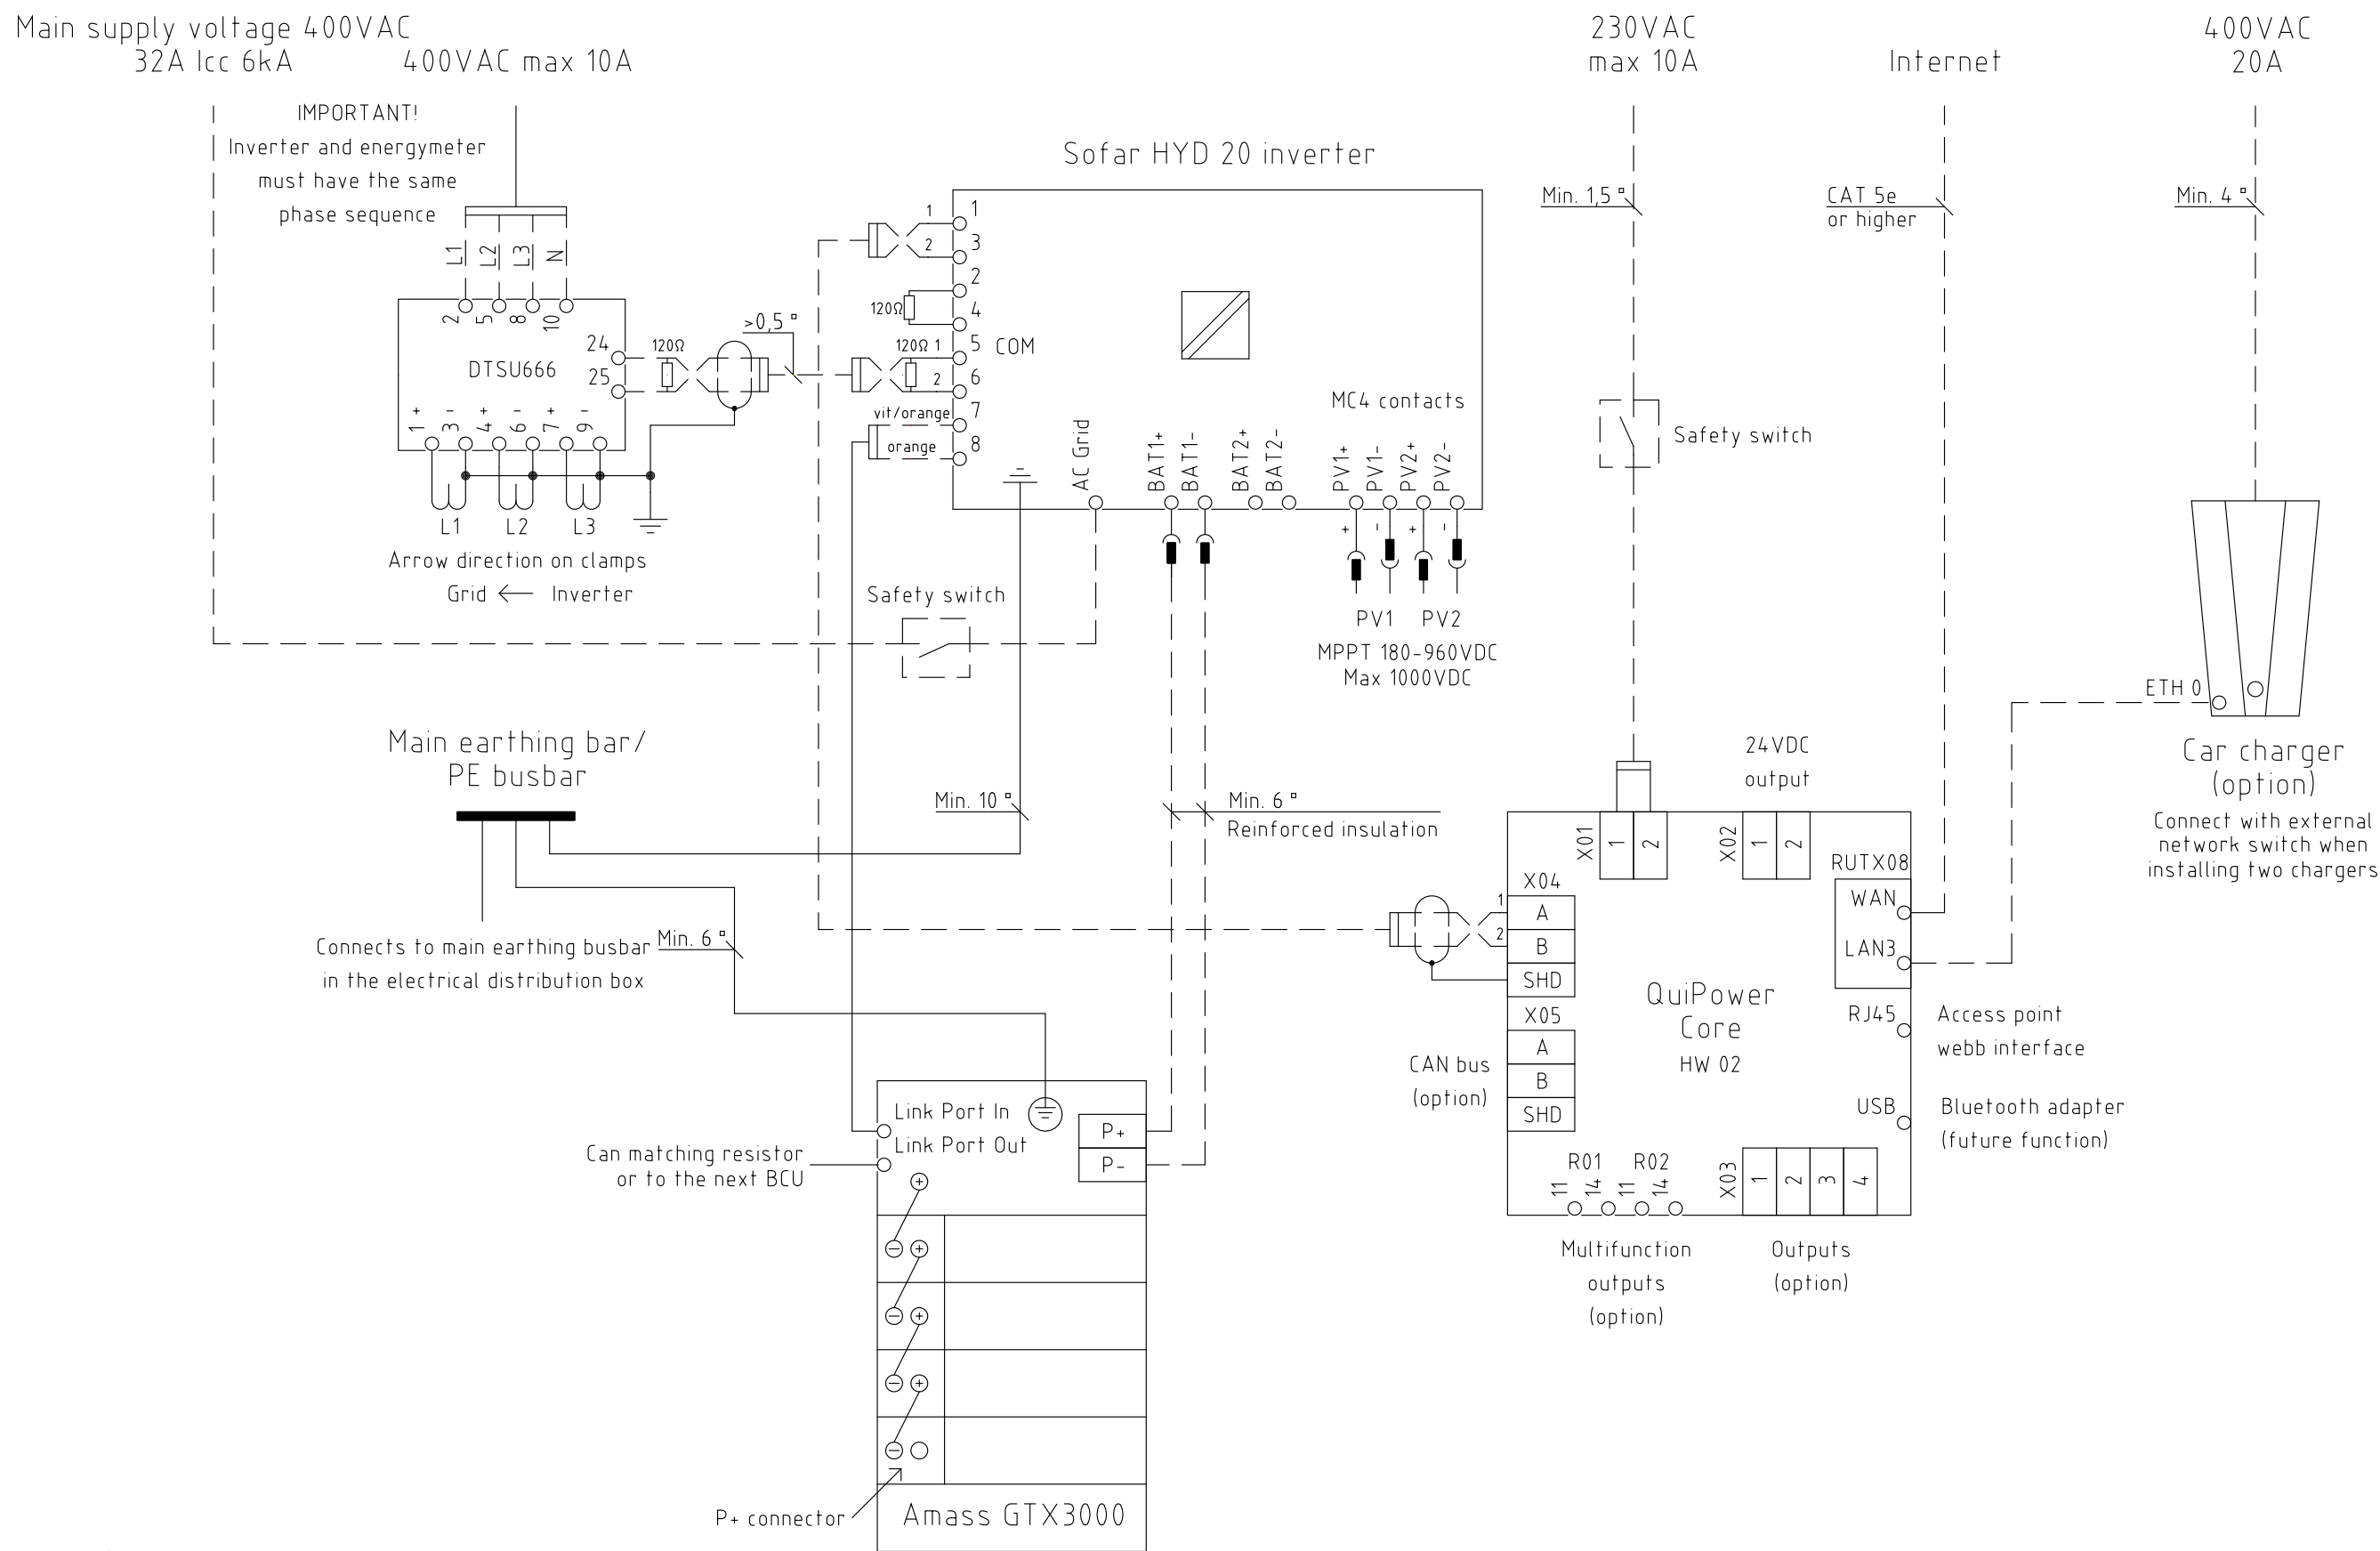 Main supply voltage 400VAC
32A Icc 6kA
400VAC max 10A
230VAC
max 10A
Internet
400VAC
20A
IMPORTANT!
Inverter and energymeter
must have the same
phase sequence
L1
L2
L3
N
2
5
8
10
24
25
DTSU666
1 +
3 -
4 +
6 -
7 +
9 -
L1
L2
L3
Arrow direction on clamps
Grid ← Inverter
120Ω
>0,5 ▫
Sofar HYD 20 inverter
1
2
1
3
2
4
120Ω
120Ω 1
2
5
6
COM
vit/orange
orange
7
8
MC4 contacts
AC Grid
BAT1+
BAT1-
BAT2+
BAT2-
PV1+
PV1-
PV2+
PV2-
+
-
+
-
PV1
PV2
MPPT 180-960VDC
Max 1000VDC
Safety switch
Min. 1,5 ▫
CAT 5e
or higher
Min. 4 ▫
Safety switch
ETH 0
Car charger
(option)
Connect with external
network switch when
installing two chargers
Main earthing bar/
PE busbar
Connects to main earthing busbar
in the electrical distribution box
Min. 6 ▫
Min. 10 ▫
Min. 6 ▫
Reinforced insulation
24VDC
output
X01
1
2
X02
1
2
RUTX08
WAN
LAN3
X04
1
2
A
B
SHD
X05
A
B
SHD
CAN bus
(option)
QuiPower
Core
HW 02
RJ45
Access point
webb interface
USB
Bluetooth adapter
(future function)
R01
R02
11
14
11
14
X03
1
2
3
4
Multifunction
outputs
(option)
Outputs
(option)
Link Port In
Link Port Out
P+
P-
Can matching resistor
or to the next BCU
P+ connector
Amass GTX3000